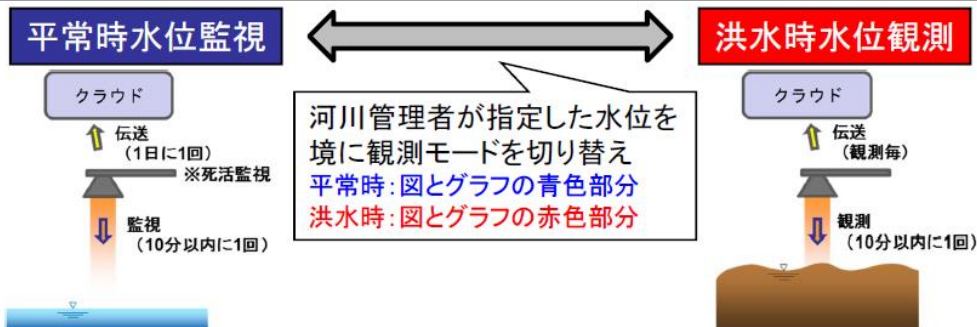 平常時水位監視
洪水時水位観測
クラウド
伝送
(1日に1回)
※死活監視
監視
(10分以内に1回)
河川管理者が指定した水位を
境に観測モードを切り替え
平常時:図とグラフの青色部分
洪水時:図とグラフの赤色部分
クラウド
伝送
(観測毎)
観測
(10分以内に1回)